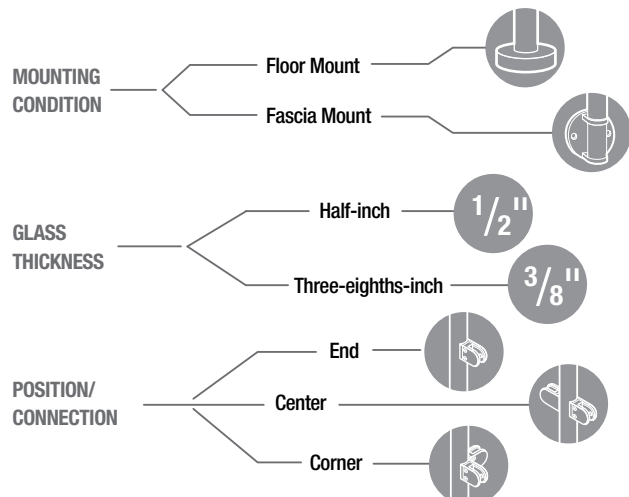 MOUNTING
CONDITION
Floor Mount
Fascia Mount
GLASS
THICKNESS
Half-inch
1/2"
Three-eighths-inch
3/8"
POSITION/
CONNECTION
End
Center
Corner